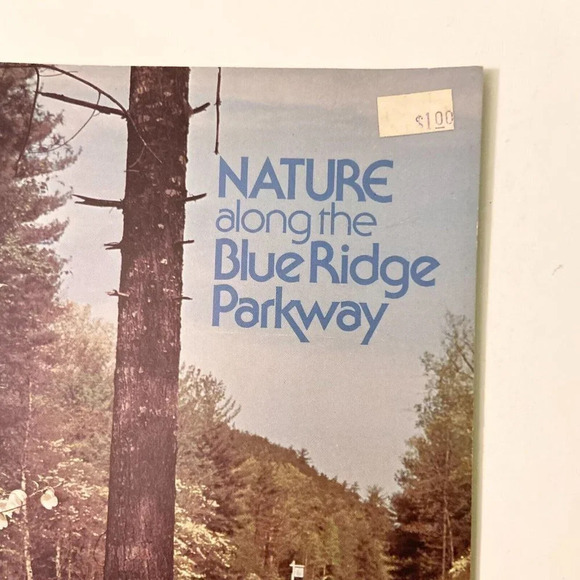 $1.00
NATURE
along the
Blue Ridge
Parkway